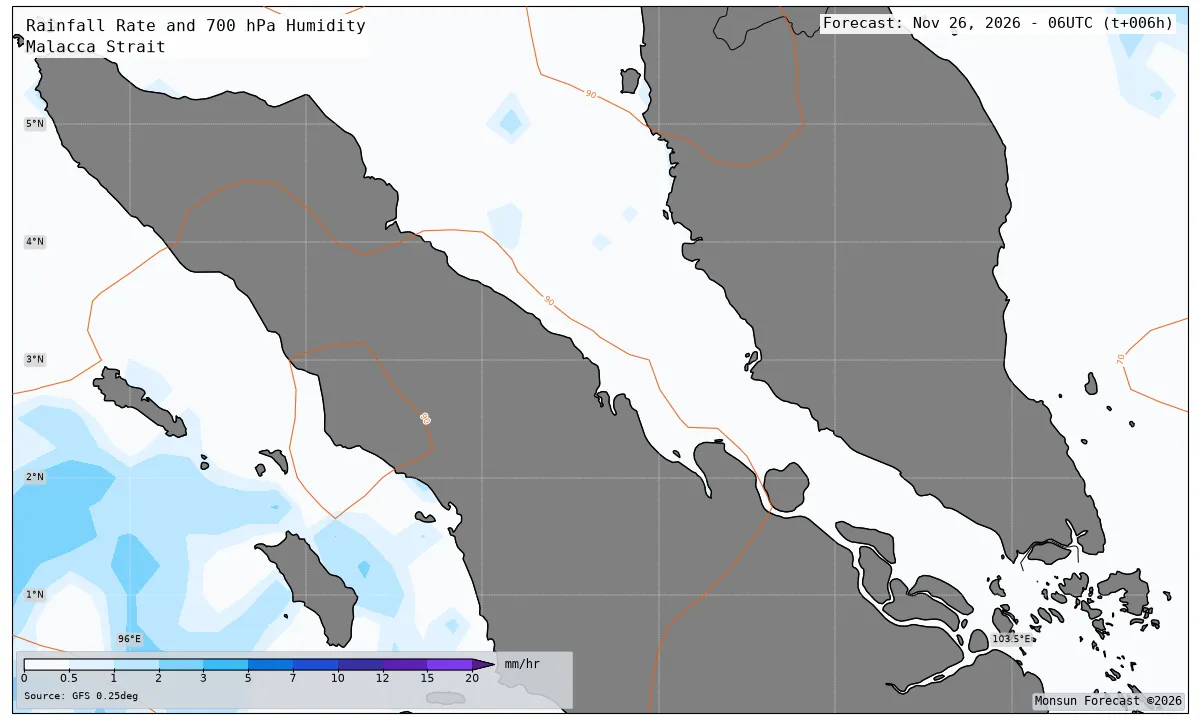 Rainfall Rate and 700 hPa Humidity
Malacca Strait
Forecast: Nov 26, 2026 - 06UTC (t+006h)
90
5°N
4°N
90
3°N
70
90
2°N
1°N
96°E
103.5°E
0 0.5 1 2 3 5 7 10 12 15 20 mm/hr
Source: GFS 0.25deg
Monsun Forecast ©2026